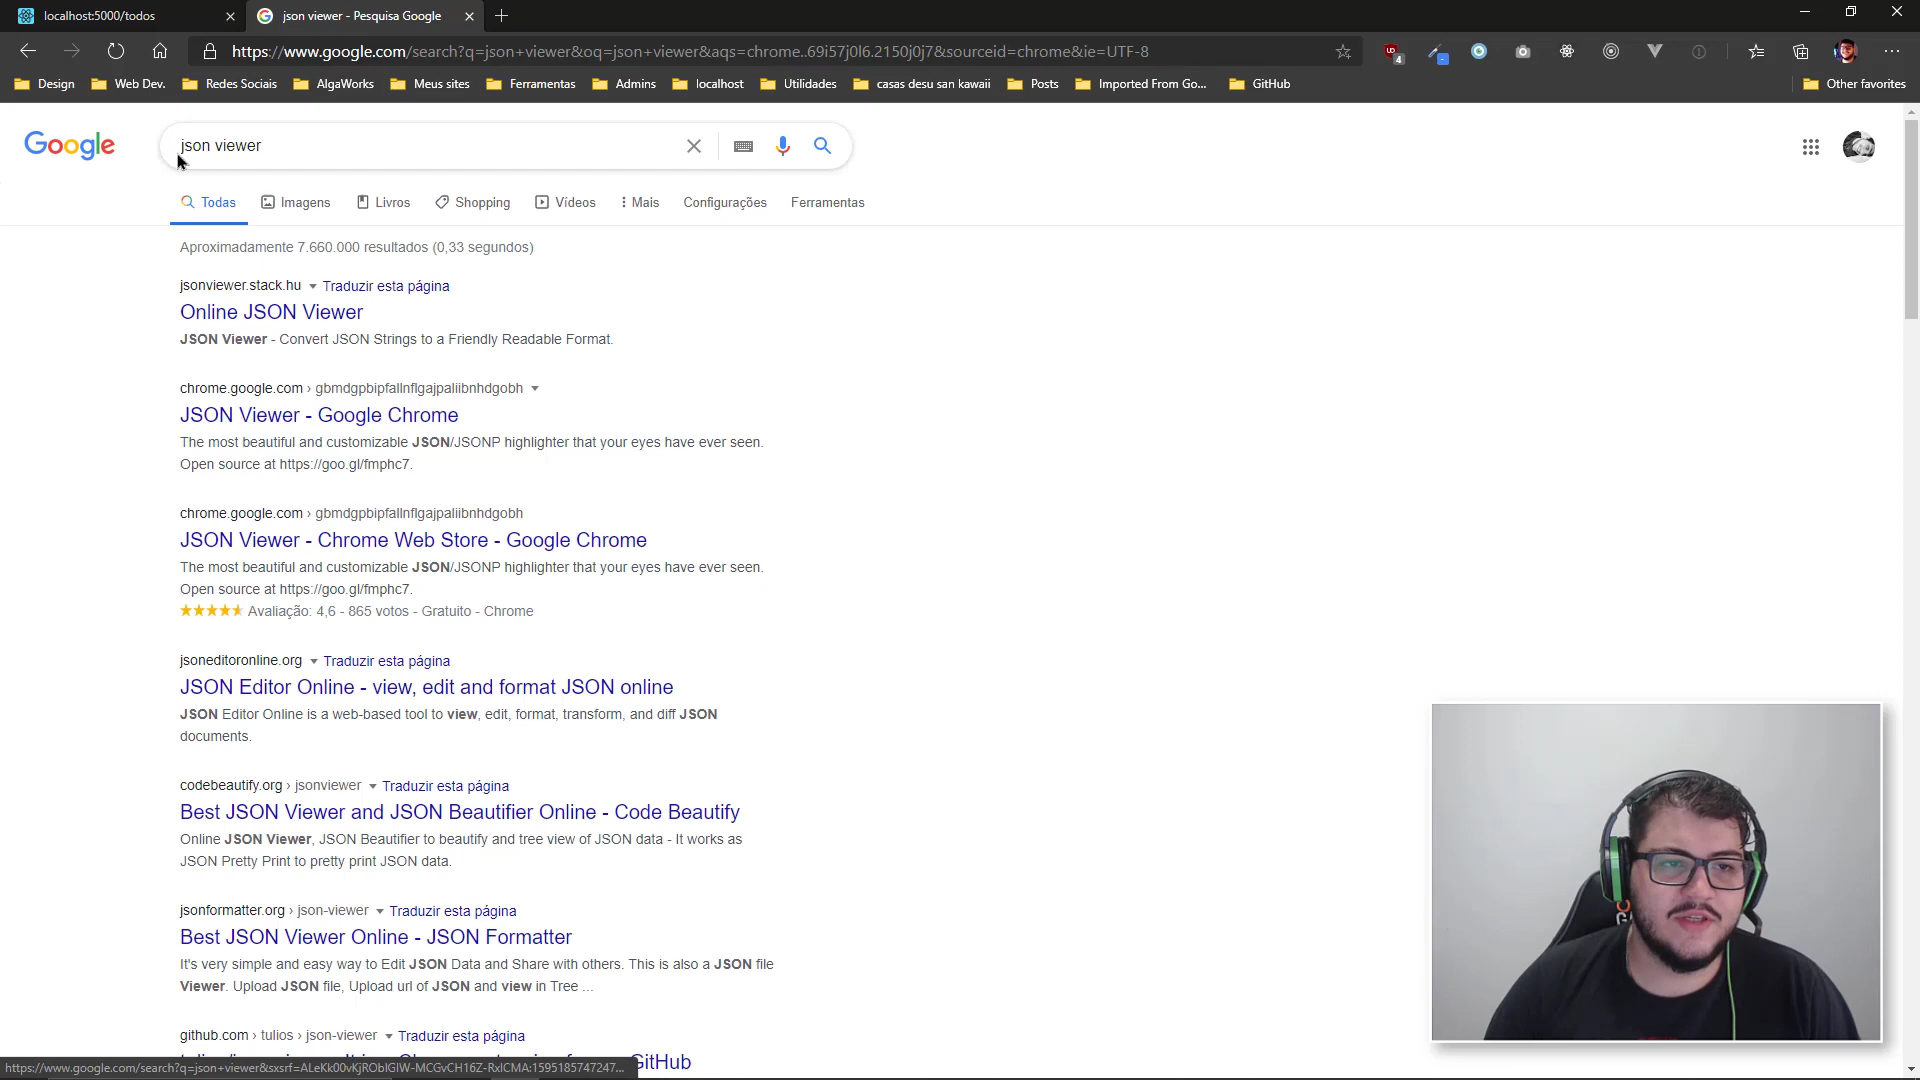 localhost:5000/todos
json viewer - Pesquisa Google
https://www.google.com/search?q=json+viewer&oq=json+viewer&aqs=chrome..69i57j0l6.2150j0j7&sourceid=chrome&ie=UTF-8
Design
Web Dev.
Redes Sociais
AlgaWorks
Meus sites
Ferramentas
Admins
localhost
Utilidades
casas desu san kawaii
Posts
Imported From Go...
GitHub
Other favorites
Google
json viewer
Todas
Imagens
Livros
Shopping
Vídeos
Mais
Configurações
Ferramentas
Aproximadamente 7.660.000 resultados (0,33 segundos)
jsonviewer.stack.hu Traduzir esta página
Online JSON Viewer
JSON Viewer - Convert JSON Strings to a Friendly Readable Format.
chrome.google.com › gbmdgpbipfallnflgajpaliibnhdgobh
JSON Viewer - Google Chrome
The most beautiful and customizable JSON/JSONP highlighter that your eyes have ever seen.
Open source at https://goo.gl/fmphc7.
chrome.google.com › gbmdgpbipfallnflgajpaliibnhdgobh
JSON Viewer - Chrome Web Store - Google Chrome
The most beautiful and customizable JSON/JSONP highlighter that your eyes have ever seen.
Open source at https://goo.gl/fmphc7.
Avaliação: 4,6 - 865 votos - Gratuito - Chrome
jsoneditoronline.org Traduzir esta página
JSON Editor Online - view, edit and format JSON online
JSON Editor Online is a web-based tool to view, edit, format, transform, and diff JSON
documents.
codebeautify.org › jsonviewer Traduzir esta página
Best JSON Viewer and JSON Beautifier Online - Code Beautify
Online JSON Viewer, JSON Beautifier to beautify and tree view of JSON data - It works as
JSON Pretty Print to pretty print JSON data.
jsonformatter.org › json-viewer Traduzir esta página
Best JSON Viewer Online - JSON Formatter
It's very simple and easy way to Edit JSON Data and Share with others. This is also a JSON file
Viewer. Upload JSON file, Upload url of JSON and view in Tree ...
github.com › tulios › json-viewer Traduzir esta página
GitHub